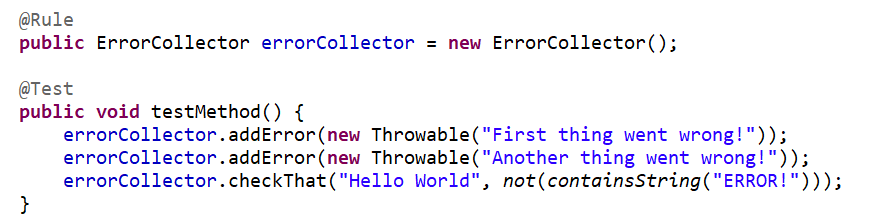 @Rule
public ErrorCollector errorCollector = new ErrorCollector();
@Test
public void testMethod() {
    errorCollector.addError(new Throwable("First thing went wrong!"));
    errorCollector.addError(new Throwable("Another thing went wrong!"));
    errorCollector.checkThat("Hello World", not(containsString("ERROR!")));
}